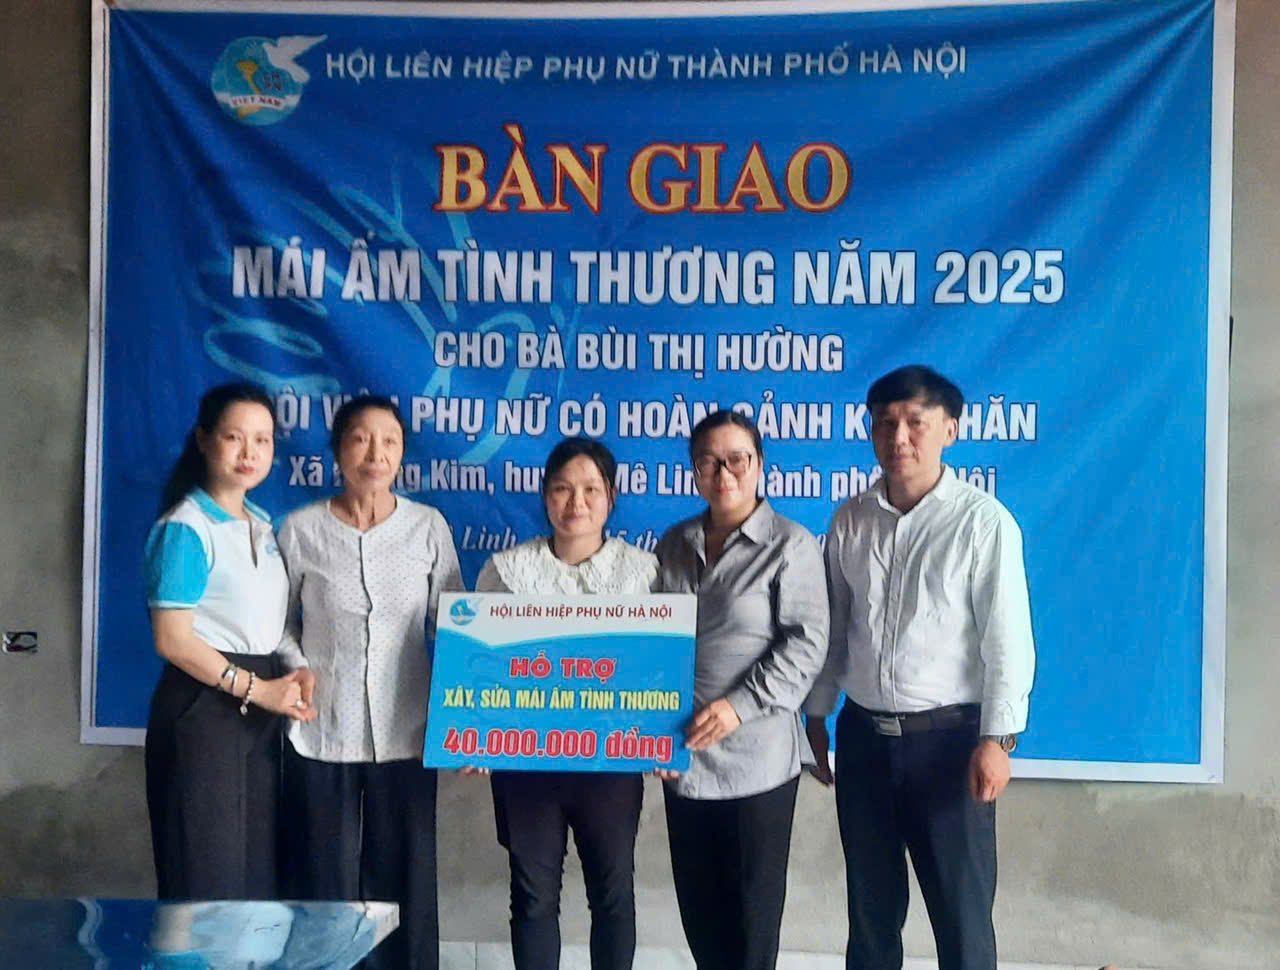 HỘI LIÊN HIỆP PHỤ NỮ THÀNH PHỐ HÀ NỘI
VIỆT NAM
BÀN GIAO
MÁI ẤM TÌNH THƯƠNG NĂM 2025
CHO BÀ BÙI THỊ HƯỜNG
PHỤ NỮ CÓ HOÀN CẢNH
Xã Kim, Mê
Linh,
HỘI LIÊN HIỆP PHỤ NỮ HÀ NỘI
HỖ TRỢ
XÂY, SỬA MÁI ẤM TÌNH THƯƠNG
40.000.000 đồng